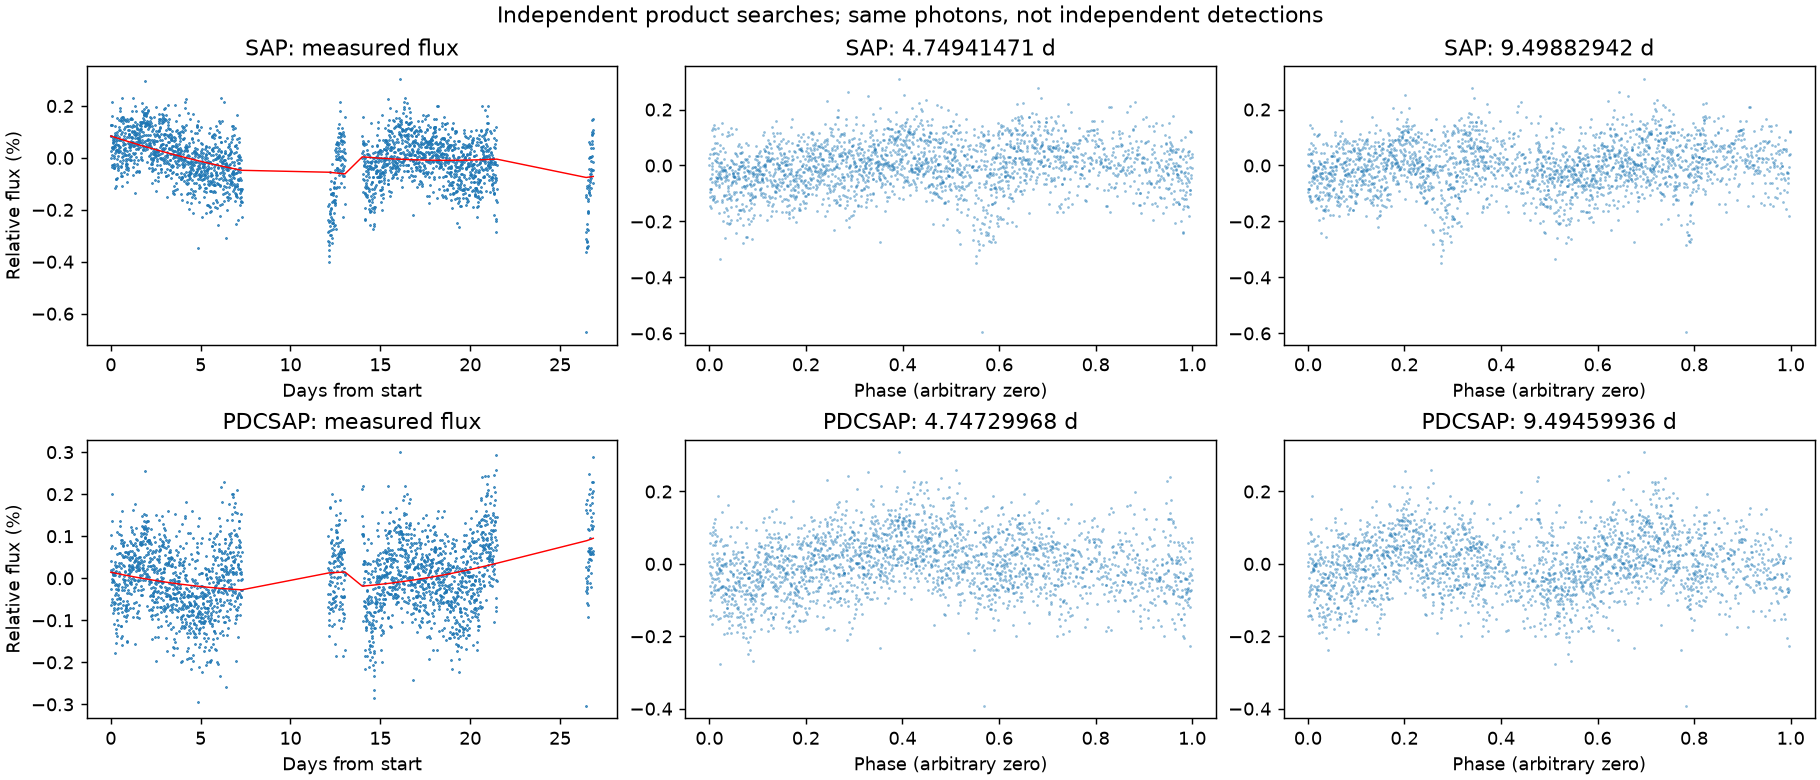 Independent product searches; same photons, not independent detections
SAP: measured flux
SAP: 4.74941471 d
SAP: 9.49882942 d
Relative flux (%)
0.2
0.0
−0.2
−0.4
−0.6
0 5 10 15 20 25
Days from start
0.2
0.0
−0.2
−0.4
−0.6
0.0 0.2 0.4 0.6 0.8 1.0
Phase (arbitrary zero)
0.2
0.0
−0.2
−0.4
−0.6
0.0 0.2 0.4 0.6 0.8 1.0
Phase (arbitrary zero)
PDCSAP: measured flux
PDCSAP: 4.74729968 d
PDCSAP: 9.49459936 d
Relative flux (%)
0.3
0.2
0.1
0.0
−0.1
−0.2
−0.3
0 5 10 15 20 25
Days from start
0.2
0.0
−0.2
−0.4
0.0 0.2 0.4 0.6 0.8 1.0
Phase (arbitrary zero)
0.2
0.0
−0.2
−0.4
0.0 0.2 0.4 0.6 0.8 1.0
Phase (arbitrary zero)